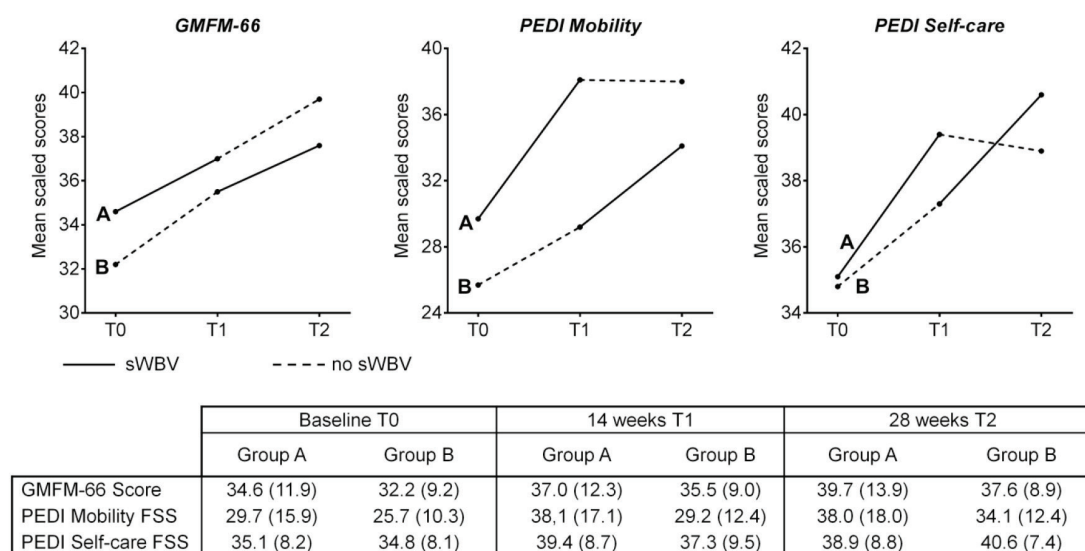 GMFM-66
Mean scaled scores
42
40
38
36
34
32
30
A
B
T0 T1 T2
PEDI Mobility
Mean scaled scores
40
36
32
28
24
A
B
T0 T1 T2
PEDI Self-care
Mean scaled scores
42
40
38
36
34
A
B
T0 T1 T2
sWBV no sWBV
Baseline T0 14 weeks T1 28 weeks T2
Group A Group B Group A Group B Group A Group B
GMFM-66 Score 34.6 (11.9) 32.2 (9.2) 37.0 (12.3) 35.5 (9.0) 39.7 (13.9) 37.6 (8.9)
PEDI Mobility FSS 29.7 (15.9) 25.7 (10.3) 38,1 (17.1) 29.2 (12.4) 38.0 (18.0) 34.1 (12.4)
PEDI Self-care FSS 35.1 (8.2) 34.8 (8.1) 39.4 (8.7) 37.3 (9.5) 38.9 (8.8) 40.6 (7.4)